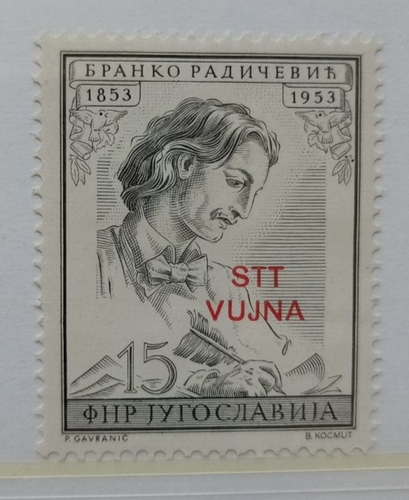 БРАНКО РАДИЧЕВИЋ
1853 1953
STT
VUJNA
15
ФНР ЈУГОСЛАВИЈА
P. GAVRANIĆ B. KOCMUT